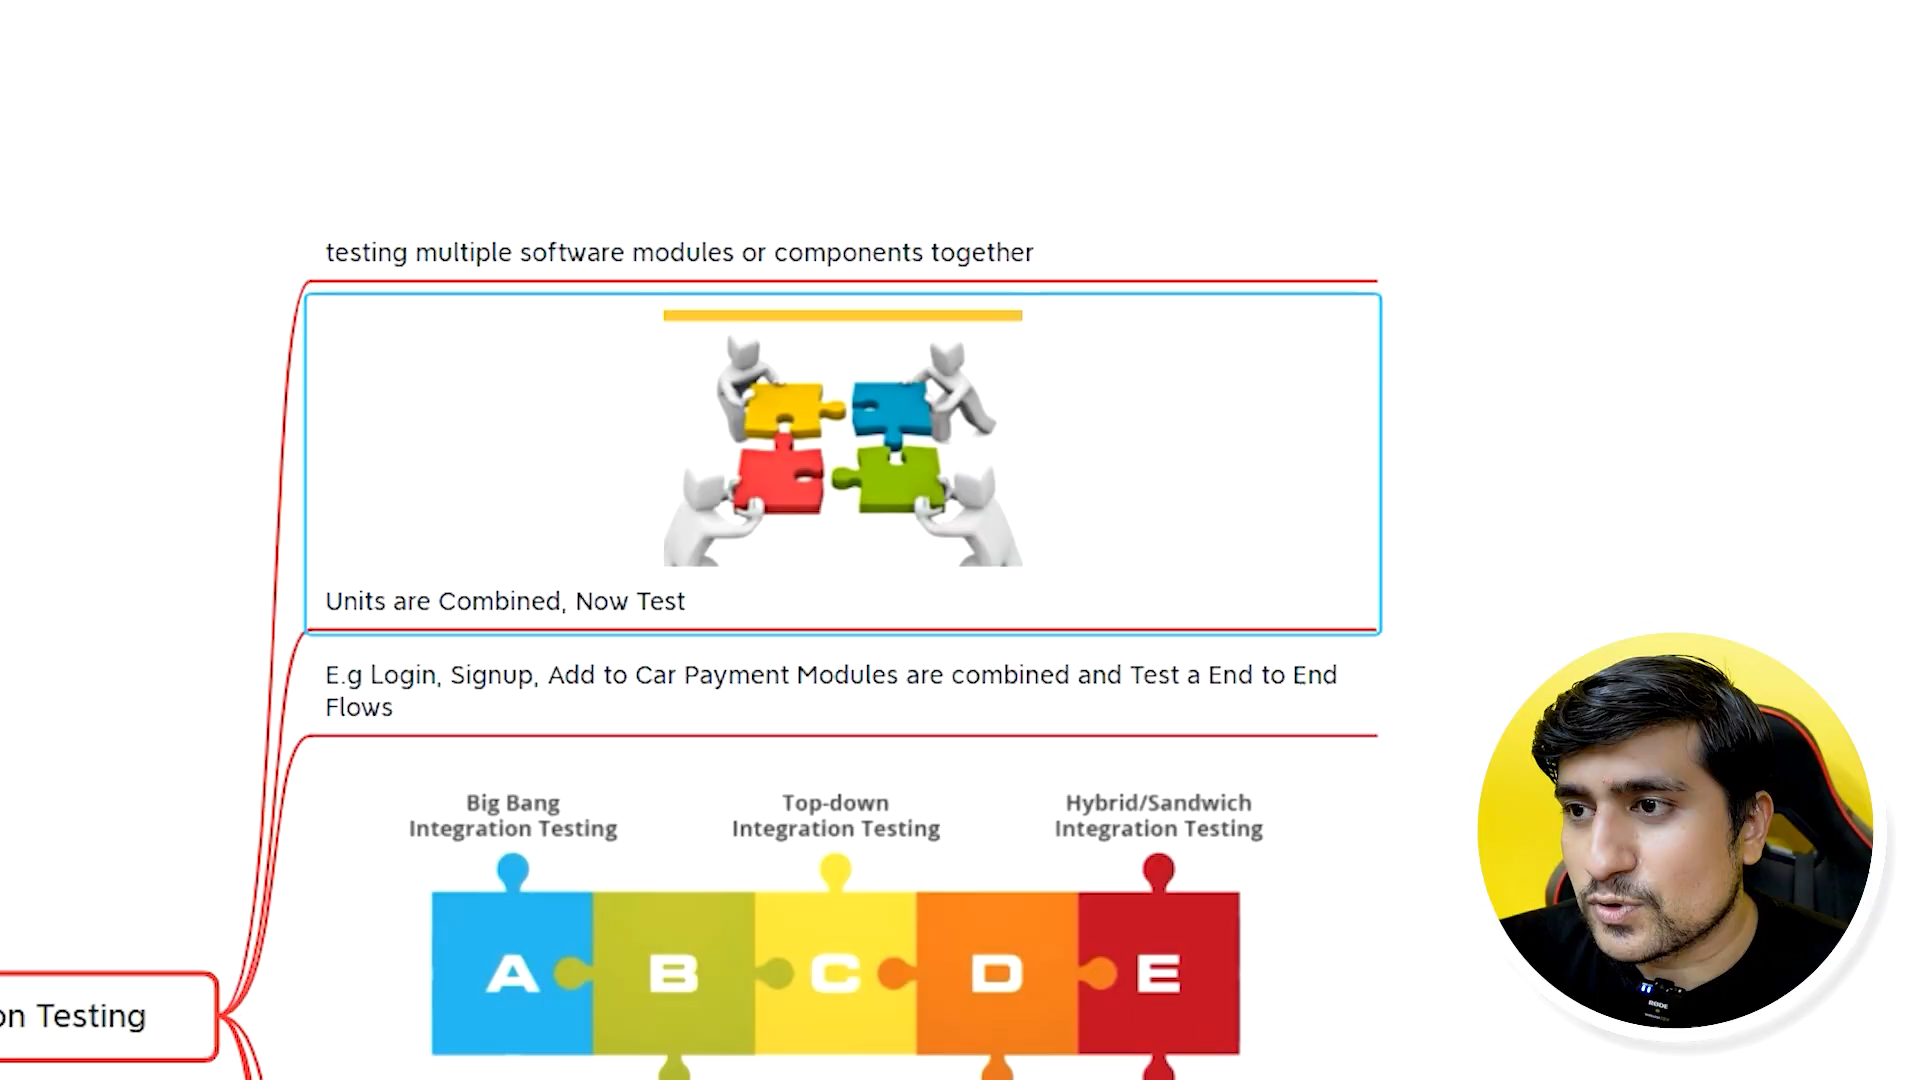 testing multiple software modules or components together
Units are Combined, Now Test
E.g Login, Signup, Add to Car Payment Modules are combined and Test a End to End
Flows
Big Bang
Integration Testing
Top-down
Integration Testing
Hybrid/Sandwich
Integration Testing
A B C D E
on Testing
RODE